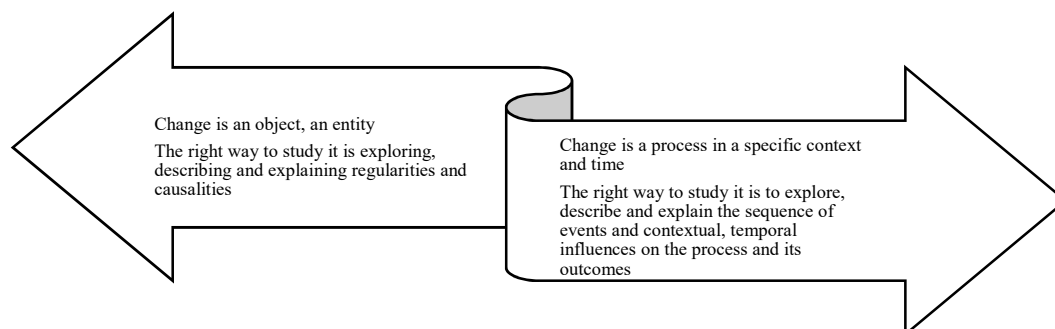 Change is an object, an entity
The right way to study it is exploring,
describing and explaining regularities and
causalities
Change is a process in a specific context
and time
The right way to study it is to explore,
describe and explain the sequence of
events and contextual, temporal
influences on the process and its
outcomes